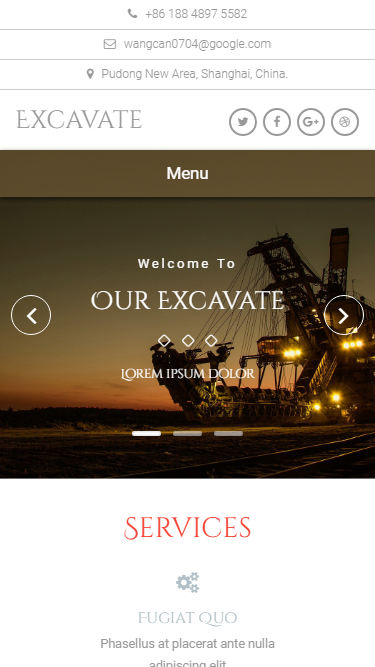 +86 188 4897 5582
wangcan0704@google.com
Pudong New Area, Shanghai, China.
Excavate
Menu
Welcome To
Our Excavate
Lorem ipsum dolor
Services
Fugiat Quo
Phasellus at placerat ante nulla
adipiscing elit